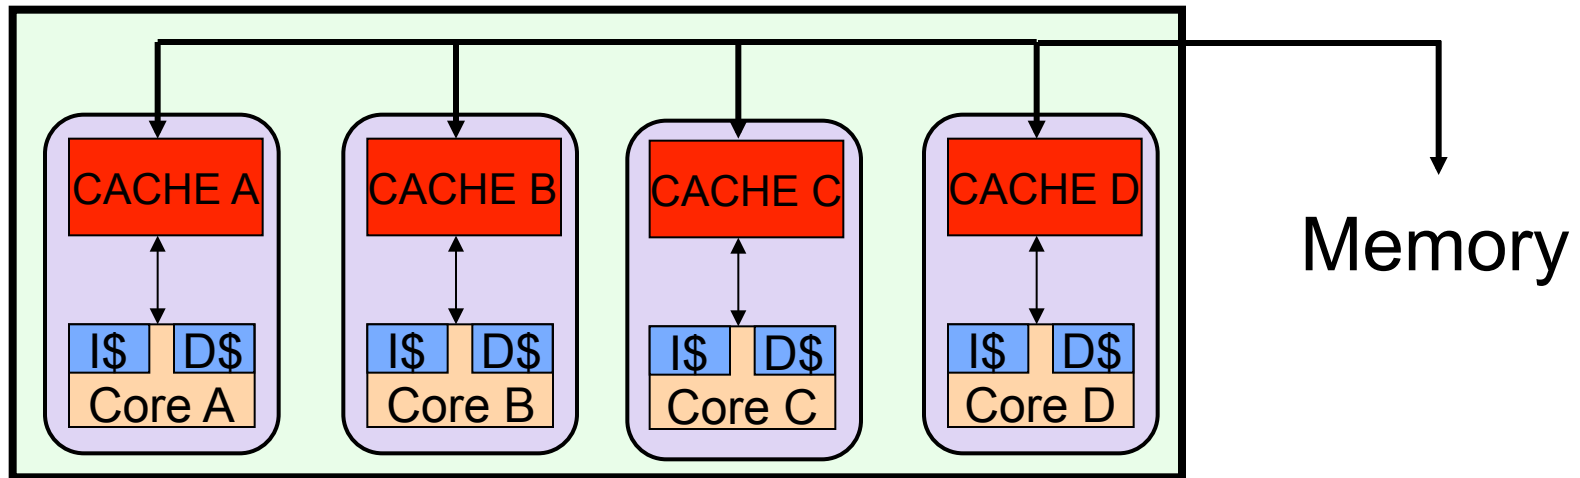 CACHE A
CACHE B
CACHE C
CACHE D
Memory
I$ D$
I$ D$
I$ D$
I$ D$
Core A
Core B
Core C
Core D